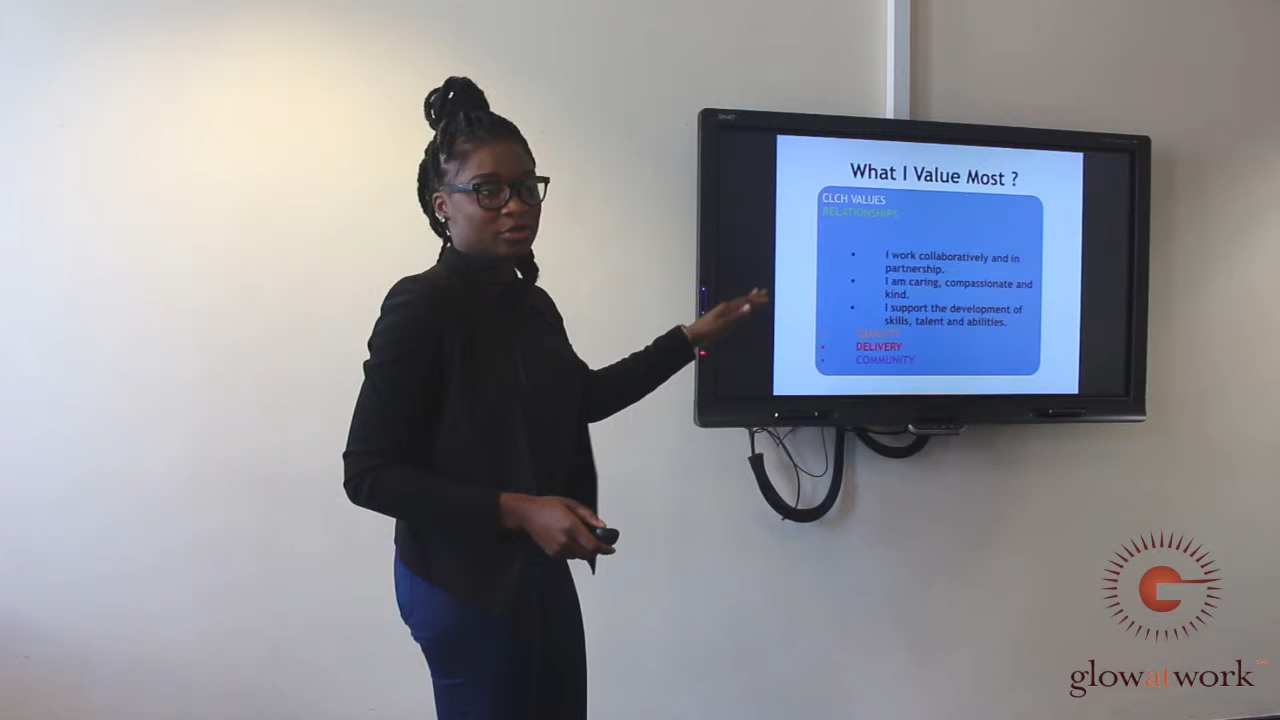 What I Value Most ?
CLCH VALUES
RELATIONSHIPS
• I work collaboratively and in
partnership.
• I am caring, compassionate and
kind.
• I support the development of
skills, talent and abilities.
• QUALITY
• DELIVERY
• COMMUNITY
glowatwork